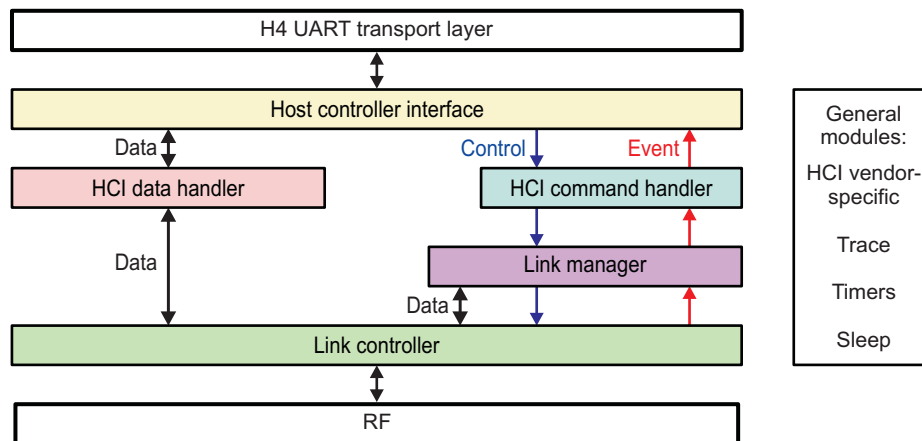 H4 UART transport layer
Host controller interface
Data
Control
Event
HCI data handler
HCI command handler
Data
Link manager
Data
Link controller
RF
General
modules:
HCI vendor-
specific
Trace
Timers
Sleep